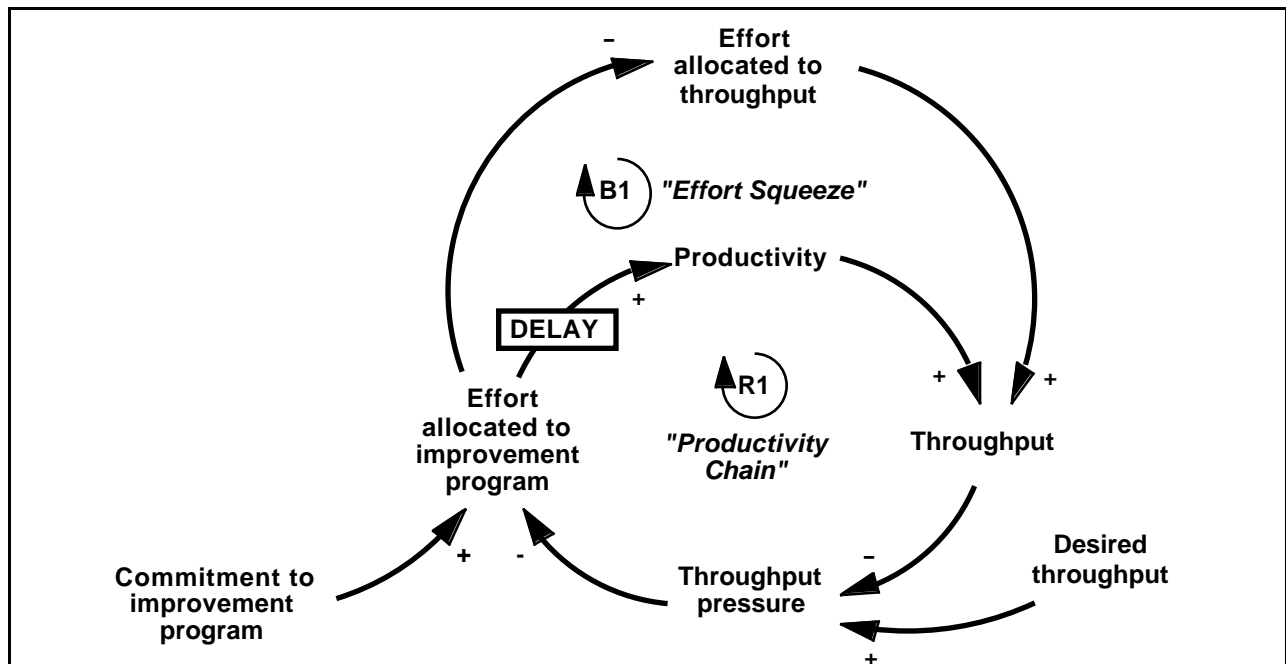 –
Effort
allocated to
throughput
B1 "Effort Squeeze"
Productivity
+
DELAY
R1
+ +
Effort
allocated to
improvement
program
"Productivity
Chain"
Throughput
+ -
–
Desired
throughput
Commitment to
improvement
program
Throughput
pressure
+